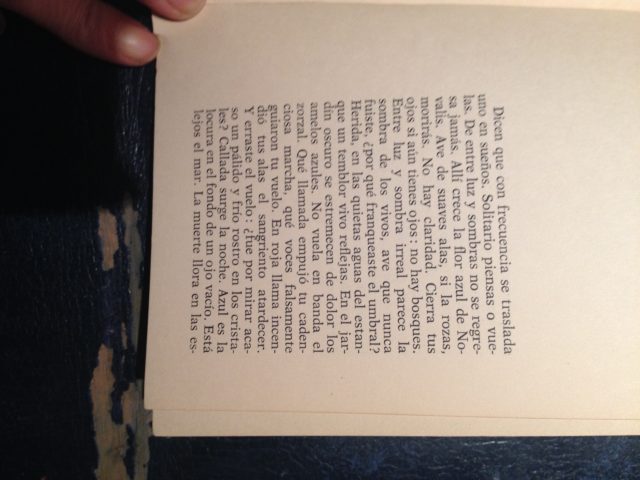 Dicen que con frecuencia se traslada
uno en sueños. Solitario piensas o vue-
las. De entre luz y sombras no se regre-
sa jamás. Allí crece la flor azul de No-
valis. Ave de suaves alas, si la rozas,
morirás. No hay claridad. Cierra tus
ojos si aún tienes ojos: no hay bosques.
Entre luz y sombra irreal parece la
sombra de los vivos, ave que nunca
fuiste, ¿por qué franqueaste el umbral?
Herida, en las quietas aguas del estan-
que un temblor vivo reflejas. En el jar-
dín oscuro se estremecen de dolor los
amelos azules. No vuela en banda el
zorzal. Qué llamada empujó tu caden-
ciosa marcha, qué voces falsamente
guiaron tu vuelo. En roja llama incen-
dió tus alas el sangriento atardecer.
Y erraste el vuelo: ¿fue por mirar aca-
so un pálido y frío rostro en los crista-
les? Callada surge la noche. Azul es la
locura en el fondo de un ojo vacío. Está
lejos el mar. La muerte llora en las es-